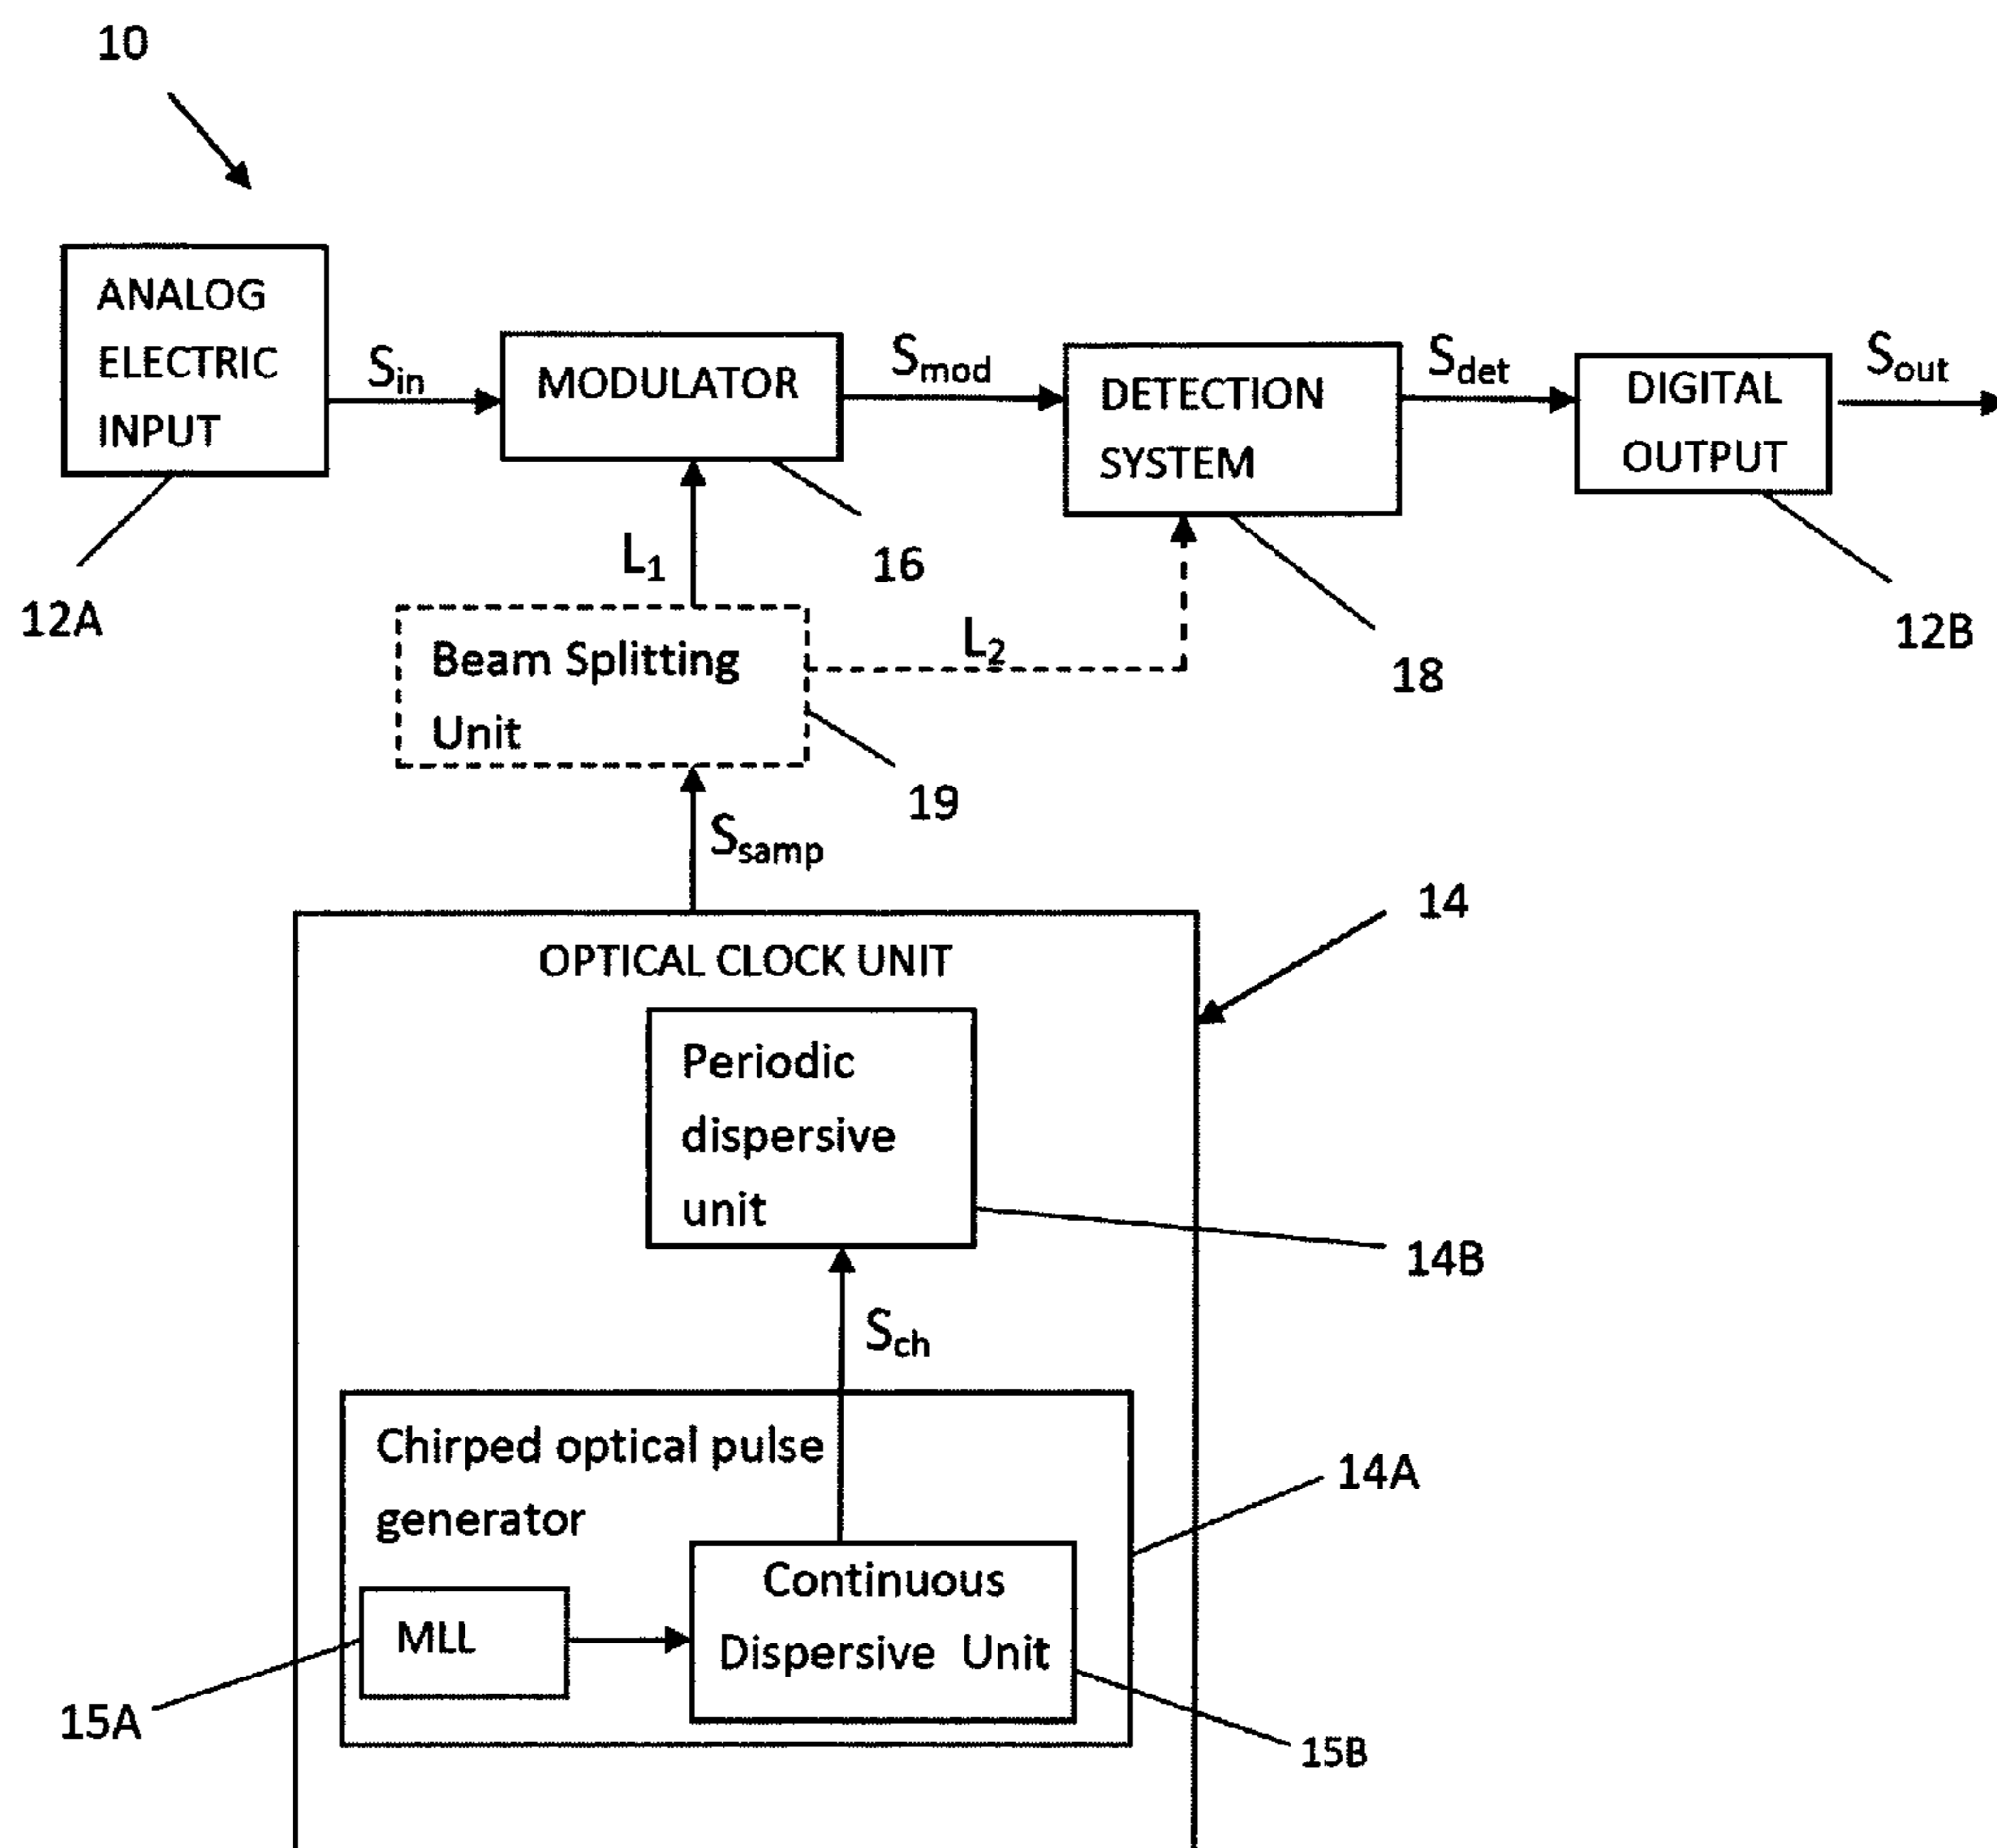 10
ANALOG
ELECTRIC
INPUT
S_in
MODULATOR
S_mod
DETECTION
SYSTEM
S_det
DIGITAL
OUTPUT
S_out
12A
L_1
16
18
12B
Beam Splitting
Unit
L_2
19
S_samp
14
OPTICAL CLOCK UNIT
Periodic
dispersive
unit
14B
S_ch
Chirped optical pulse
generator
14A
MLL
Continuous
Dispersive Unit
15A
15B